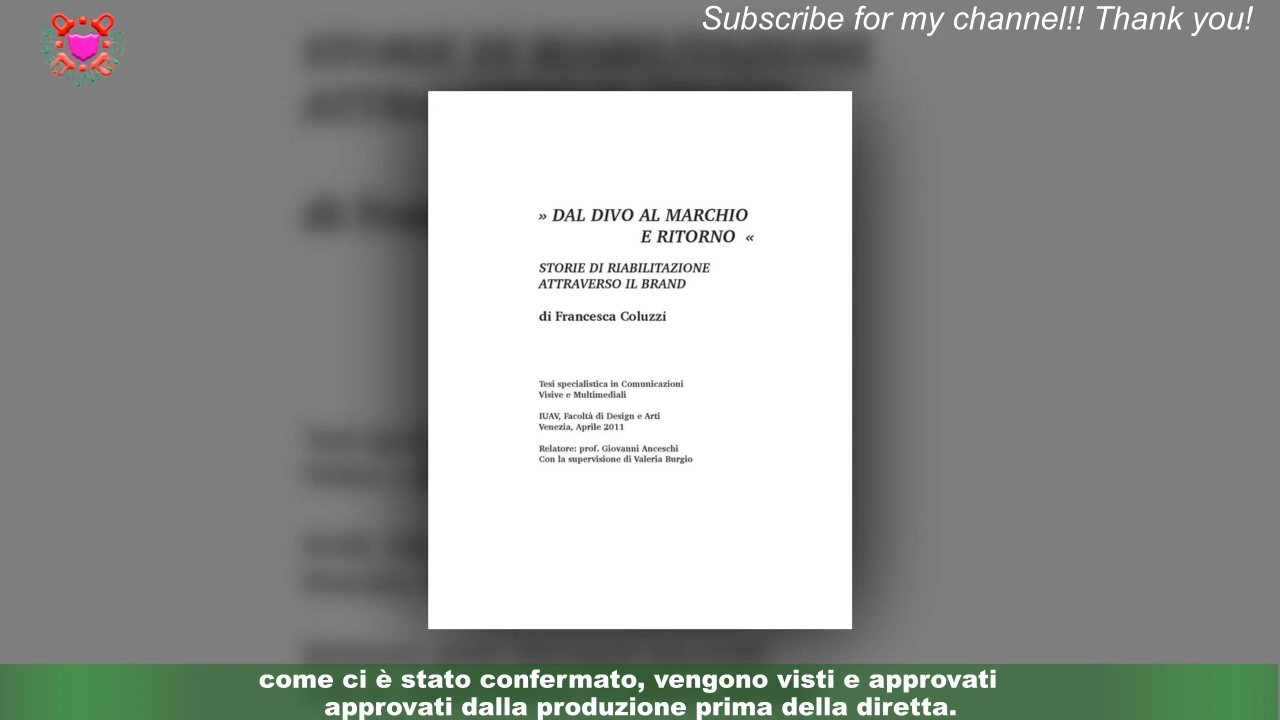 Subscribe for my channel!! Thank you!
» DAL DIVO AL MARCHIO
E RITORNO «
STORIE DI RIABILITAZIONE
ATTRAVERSO IL BRAND
di Francesca Coluzzi
Tesi specialistica in Comunicazioni
Visive e Multimediali
IUAV, Facoltà di Design e Arti
Venezia, Aprile 2011
Relatore: prof. Giovanni Anceschi
Con la supervisione di Valeria Burgio
come ci è stato confermato, vengono visti e approvati
approvati dalla produzione prima della diretta.